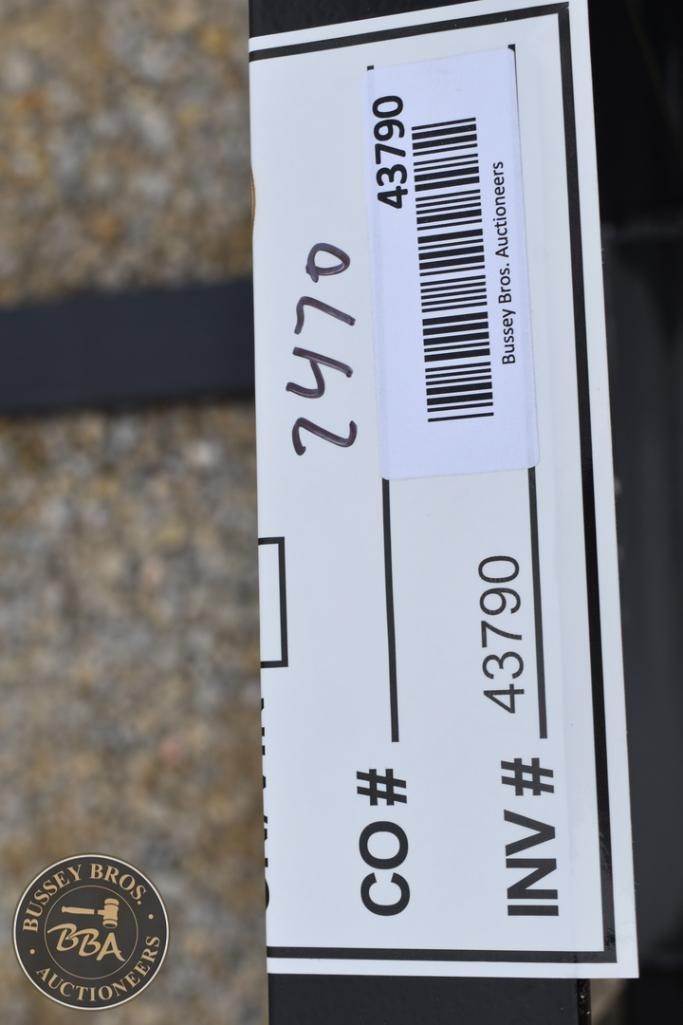 2470
CO #
43790
Bussey Bros. Auctioneers
INV # 43790
BUSSEY BROS.
BBA
AUCTIONEERS